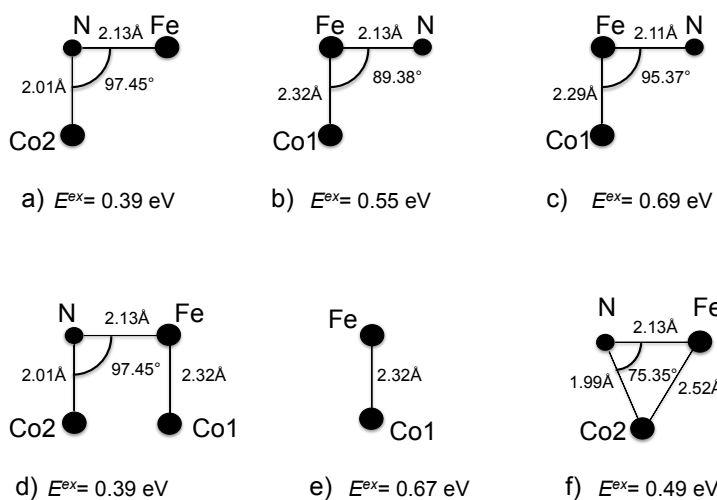 N Fe
2.13Å
2.01Å
97.45°
Co2
a) E^ex= 0.39 eV
Fe N
2.13Å
2.32Å
89.38°
Co1
b) E^ex= 0.55 eV
Fe N
2.11Å
2.29Å
95.37°
Co1
c) E^ex= 0.69 eV
N Fe
2.13Å
2.01Å
97.45°
2.32Å
Co2 Co1
d) E^ex= 0.39 eV
Fe
2.32Å
Co1
e) E^ex= 0.67 eV
N Fe
2.13Å
1.99Å
75.35°
2.52Å
Co2
f) E^ex= 0.49 eV